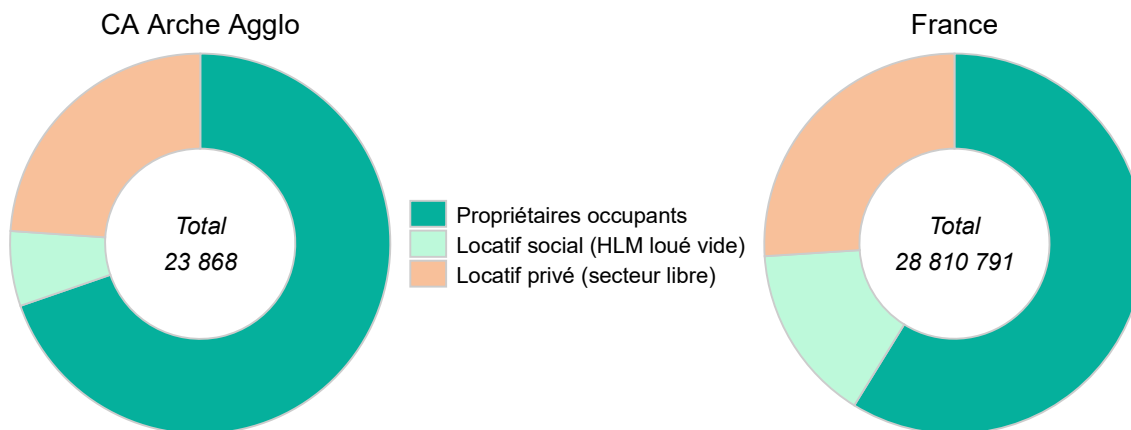 CA Arche Agglo
France
Total
23 868
Propriétaires occupants
Locatif social (HLM loué vide)
Locatif privé (secteur libre)
Total
28 810 791